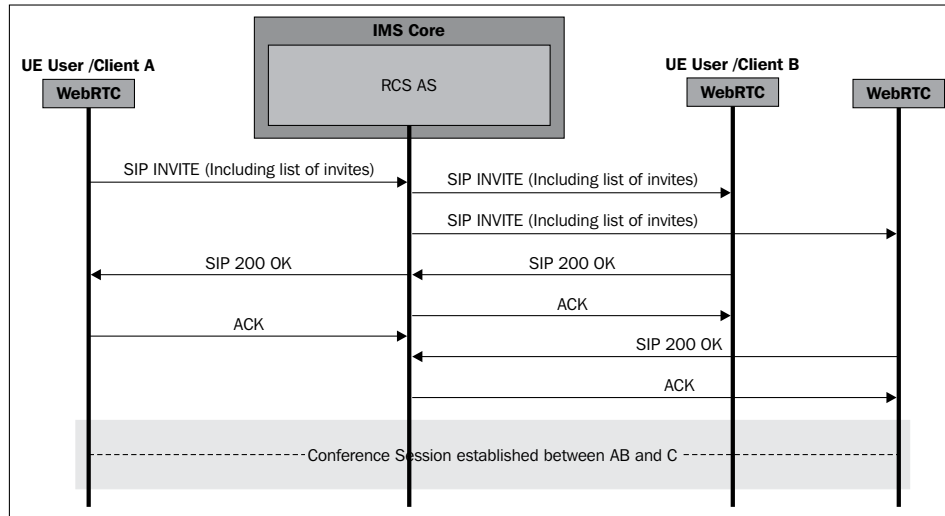 IMS Core
UE User /Client A
UE User /Client B
RCS AS
WebRTC
WebRTC
WebRTC
SIP INVITE (Including list of invites)
SIP INVITE (Including list of invites)
SIP INVITE (Including list of invites)
SIP 200 OK
SIP 200 OK
ACK
ACK
SIP 200 OK
ACK
Conference Session established between AB and C